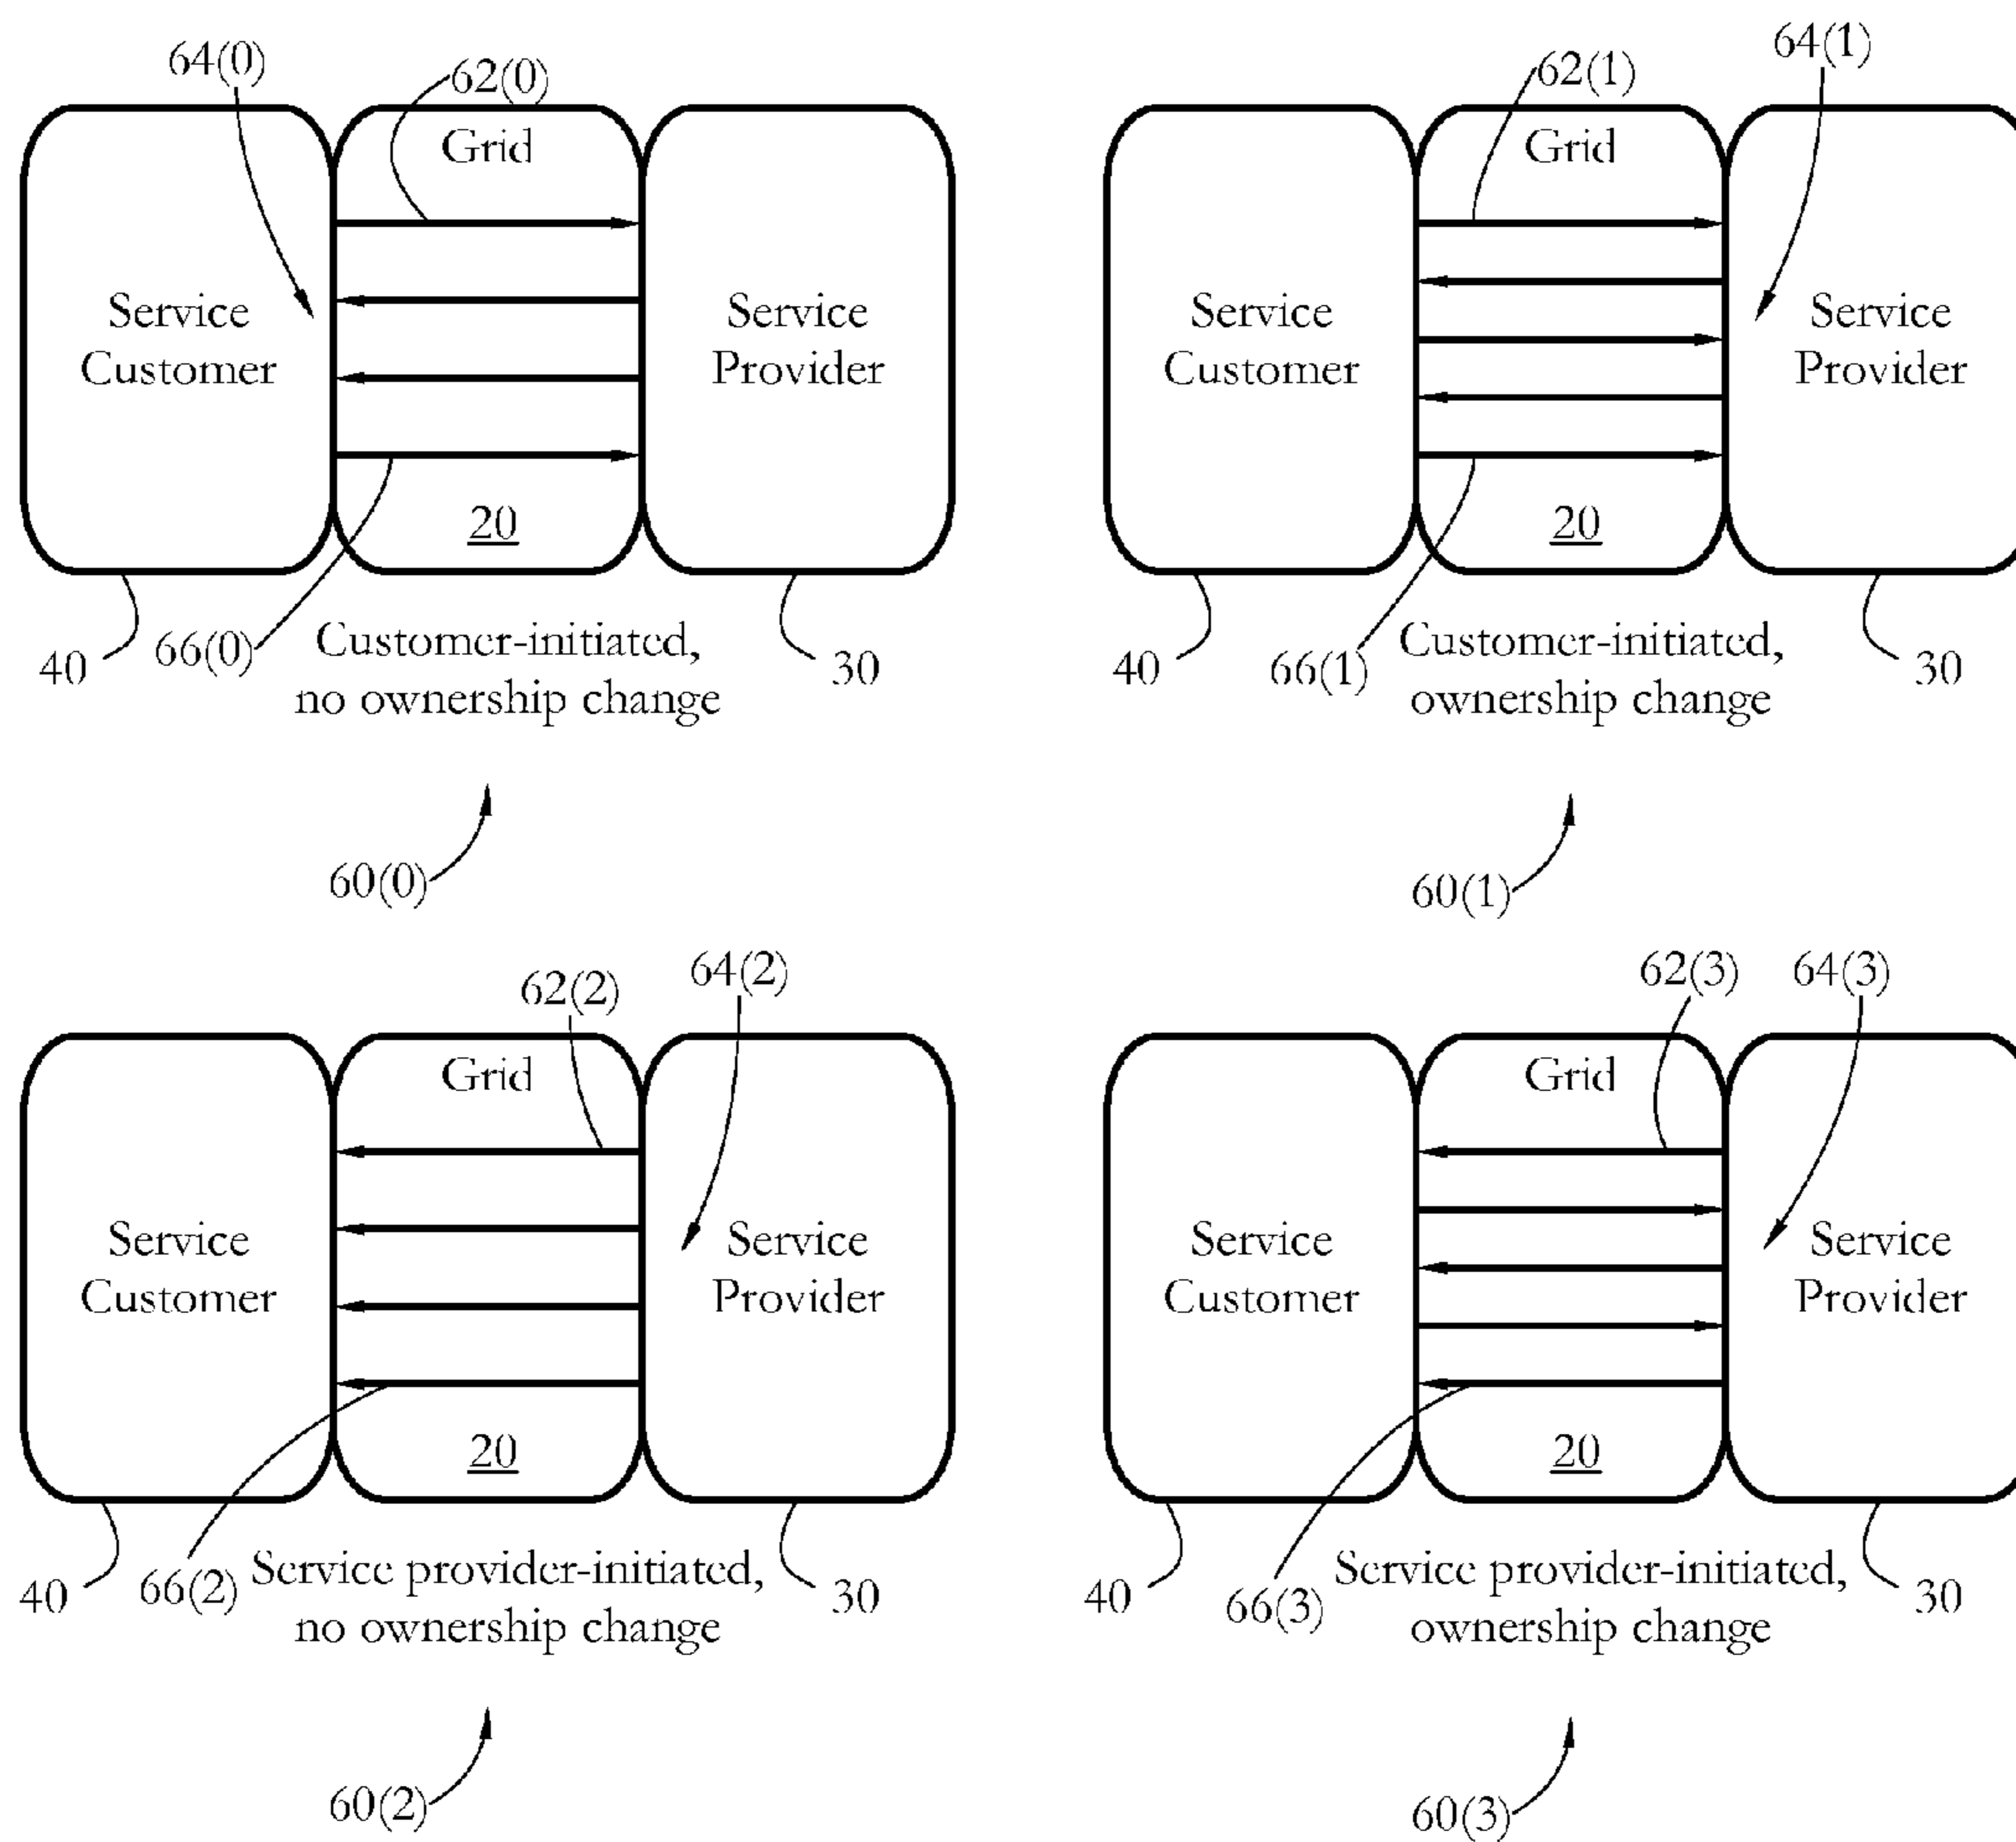 64(0)
62(0)
Grid
Service
Customer
Service
Provider
20
40
66(0)
Customer-initiated,
no ownership change
30
60(0)
62(1)
64(1)
Grid
Service
Customer
Service
Provider
20
40
66(1)
Customer-initiated,
ownership change
30
60(1)
62(2)
64(2)
Grid
Service
Customer
Service
Provider
20
40
66(2)
Service provider-initiated,
no ownership change
30
60(2)
62(3)
64(3)
Grid
Service
Customer
Service
Provider
20
40
66(3)
Service provider-initiated,
ownership change
30
60(3)